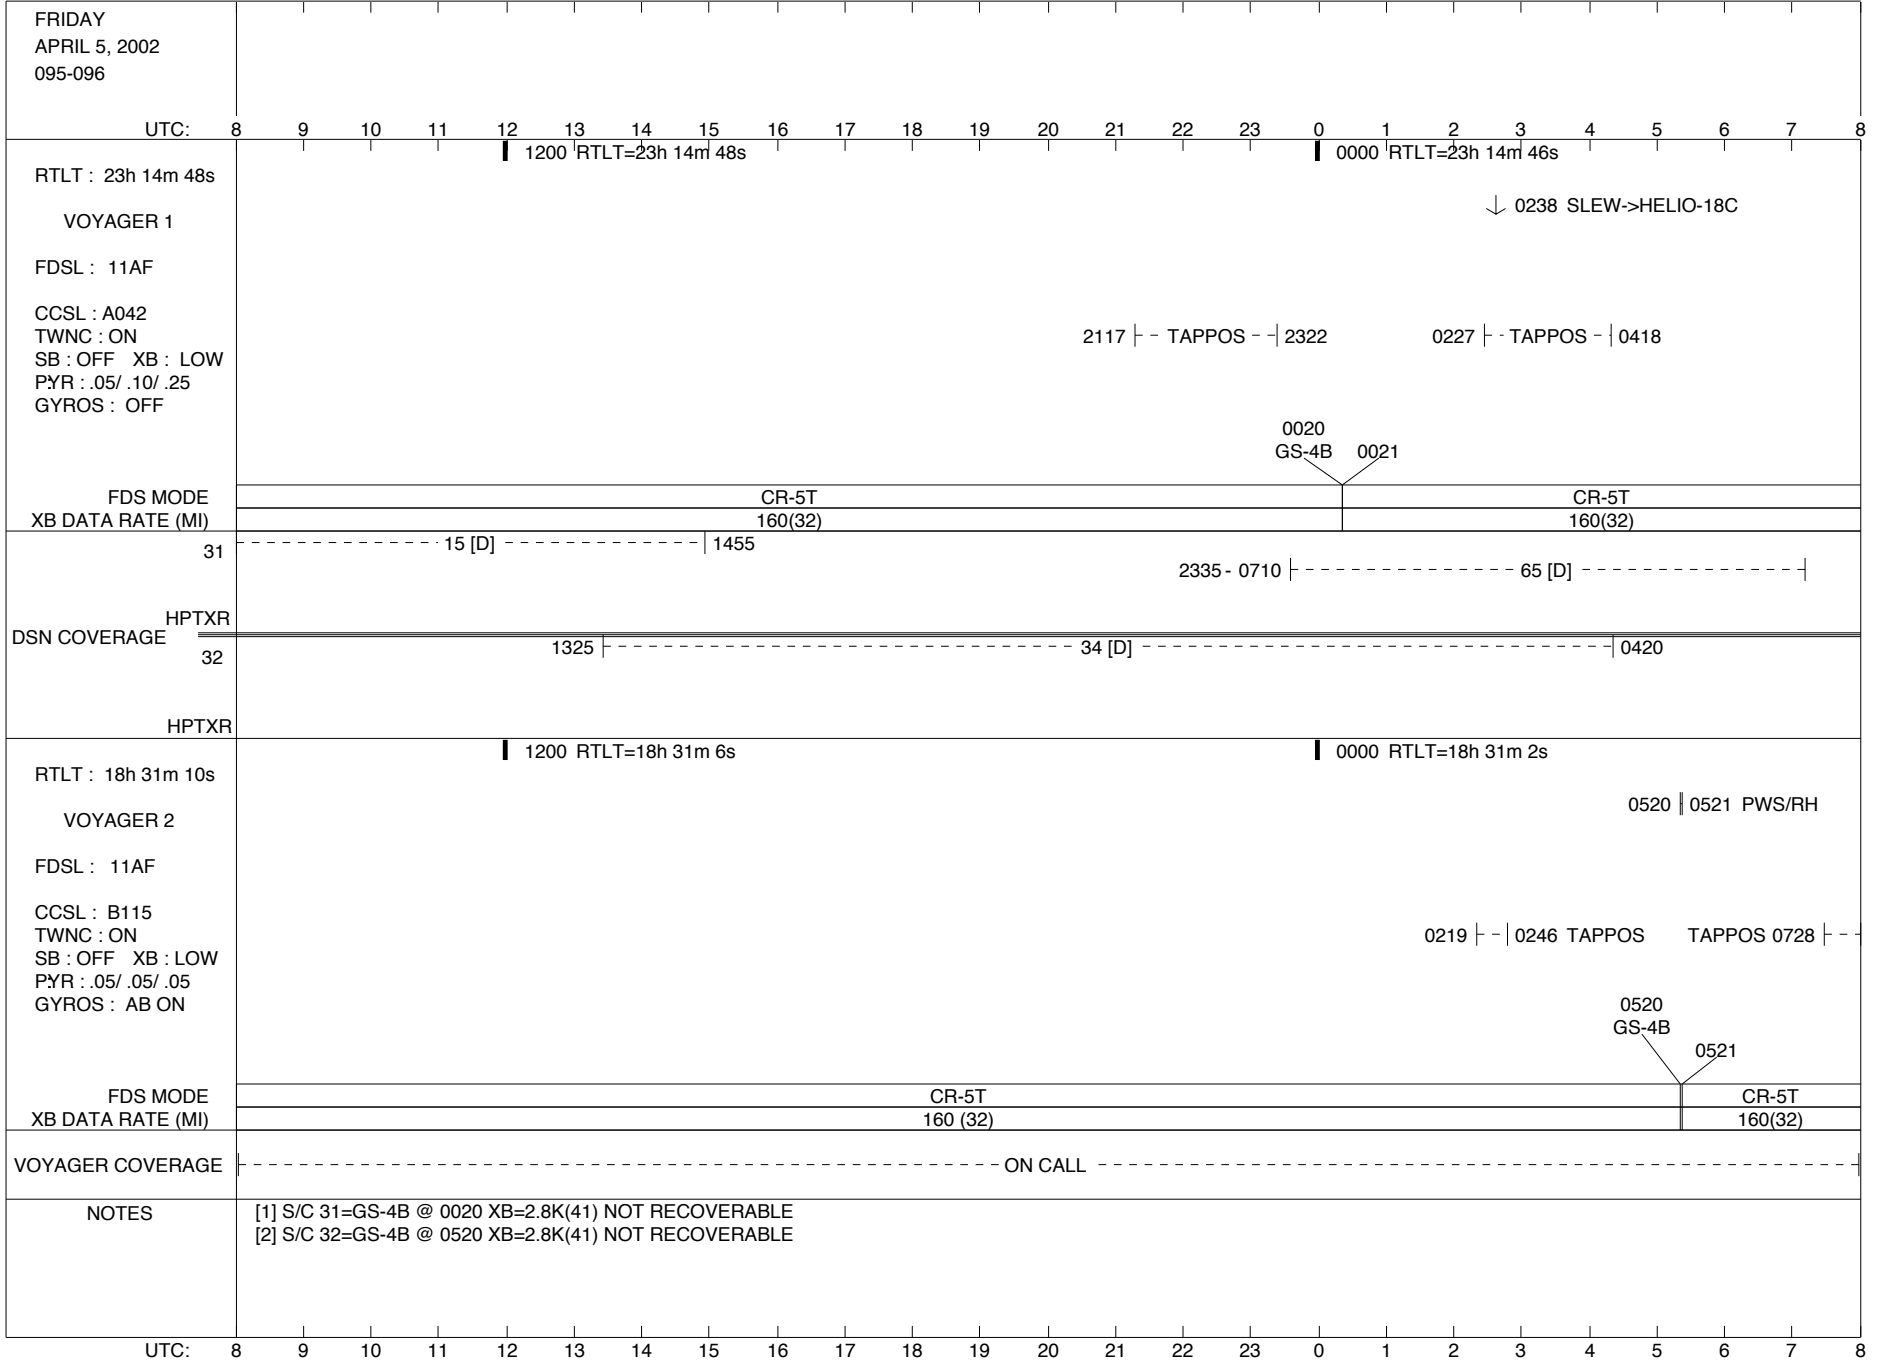 FRIDAY
APRIL 5, 2002
095-096
UTC: 8 9 10 11 12 13 14 15 16 17 18 19 20 21 22 23 0 1 2 3 4 5 6 7 8
1200 RTLT=23h 14m 48s 0000 RTLT=23h 14m 46s
RTLT : 23h 14m 48s
0238 SLEW->HELIO-18C
VOYAGER 1
FDSL : 11AF
CCSL : A042
TWNC : ON
2117 TAPPOS 2322 0227 TAPPOS 0418
SB : OFF XB : LOW
P:YR : .05/ .10/ .25
GYROS : OFF
0020
GS-4B 0021
FDS MODE CR-5T CR-5T
XB DATA RATE (MI) 160(32) 160(32)
31 15 [D] 1455
2335 - 0710 65 [D]
HPTXR
DSN COVERAGE
32 1325 34 [D] 0420
HPTXR
1200 RTLT=18h 31m 6s 0000 RTLT=18h 31m 2s
RTLT : 18h 31m 10s
0520 0521 PWS/RH
VOYAGER 2
FDSL : 11AF
CCSL : B115
TWNC : ON
0219 0246 TAPPOS TAPPOS 0728
SB : OFF XB : LOW
P:YR : .05/ .05/ .05
GYROS : AB ON
0520
GS-4B
0521
FDS MODE CR-5T CR-5T
XB DATA RATE (MI) 160 (32) 160(32)
VOYAGER COVERAGE ON CALL
NOTES [1] S/C 31=GS-4B @ 0020 XB=2.8K(41) NOT RECOVERABLE
[2] S/C 32=GS-4B @ 0520 XB=2.8K(41) NOT RECOVERABLE
UTC: 8 9 10 11 12 13 14 15 16 17 18 19 20 21 22 23 0 1 2 3 4 5 6 7 8